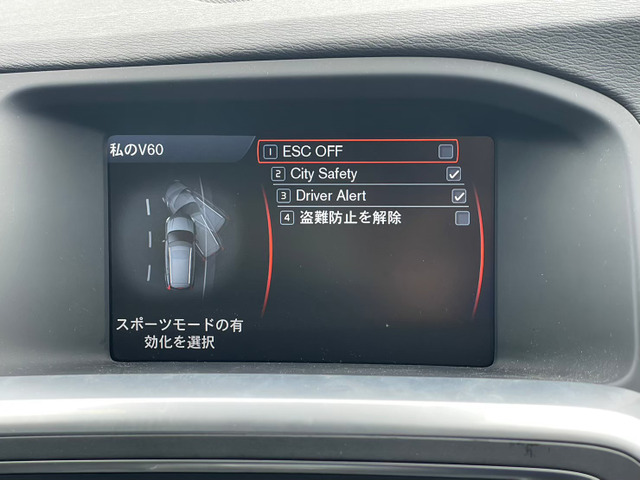 私のV60
1 ESC OFF
2 City Safety
3 Driver Alert
4 盗難防止を解除
スポーツモードの有
効化を選択